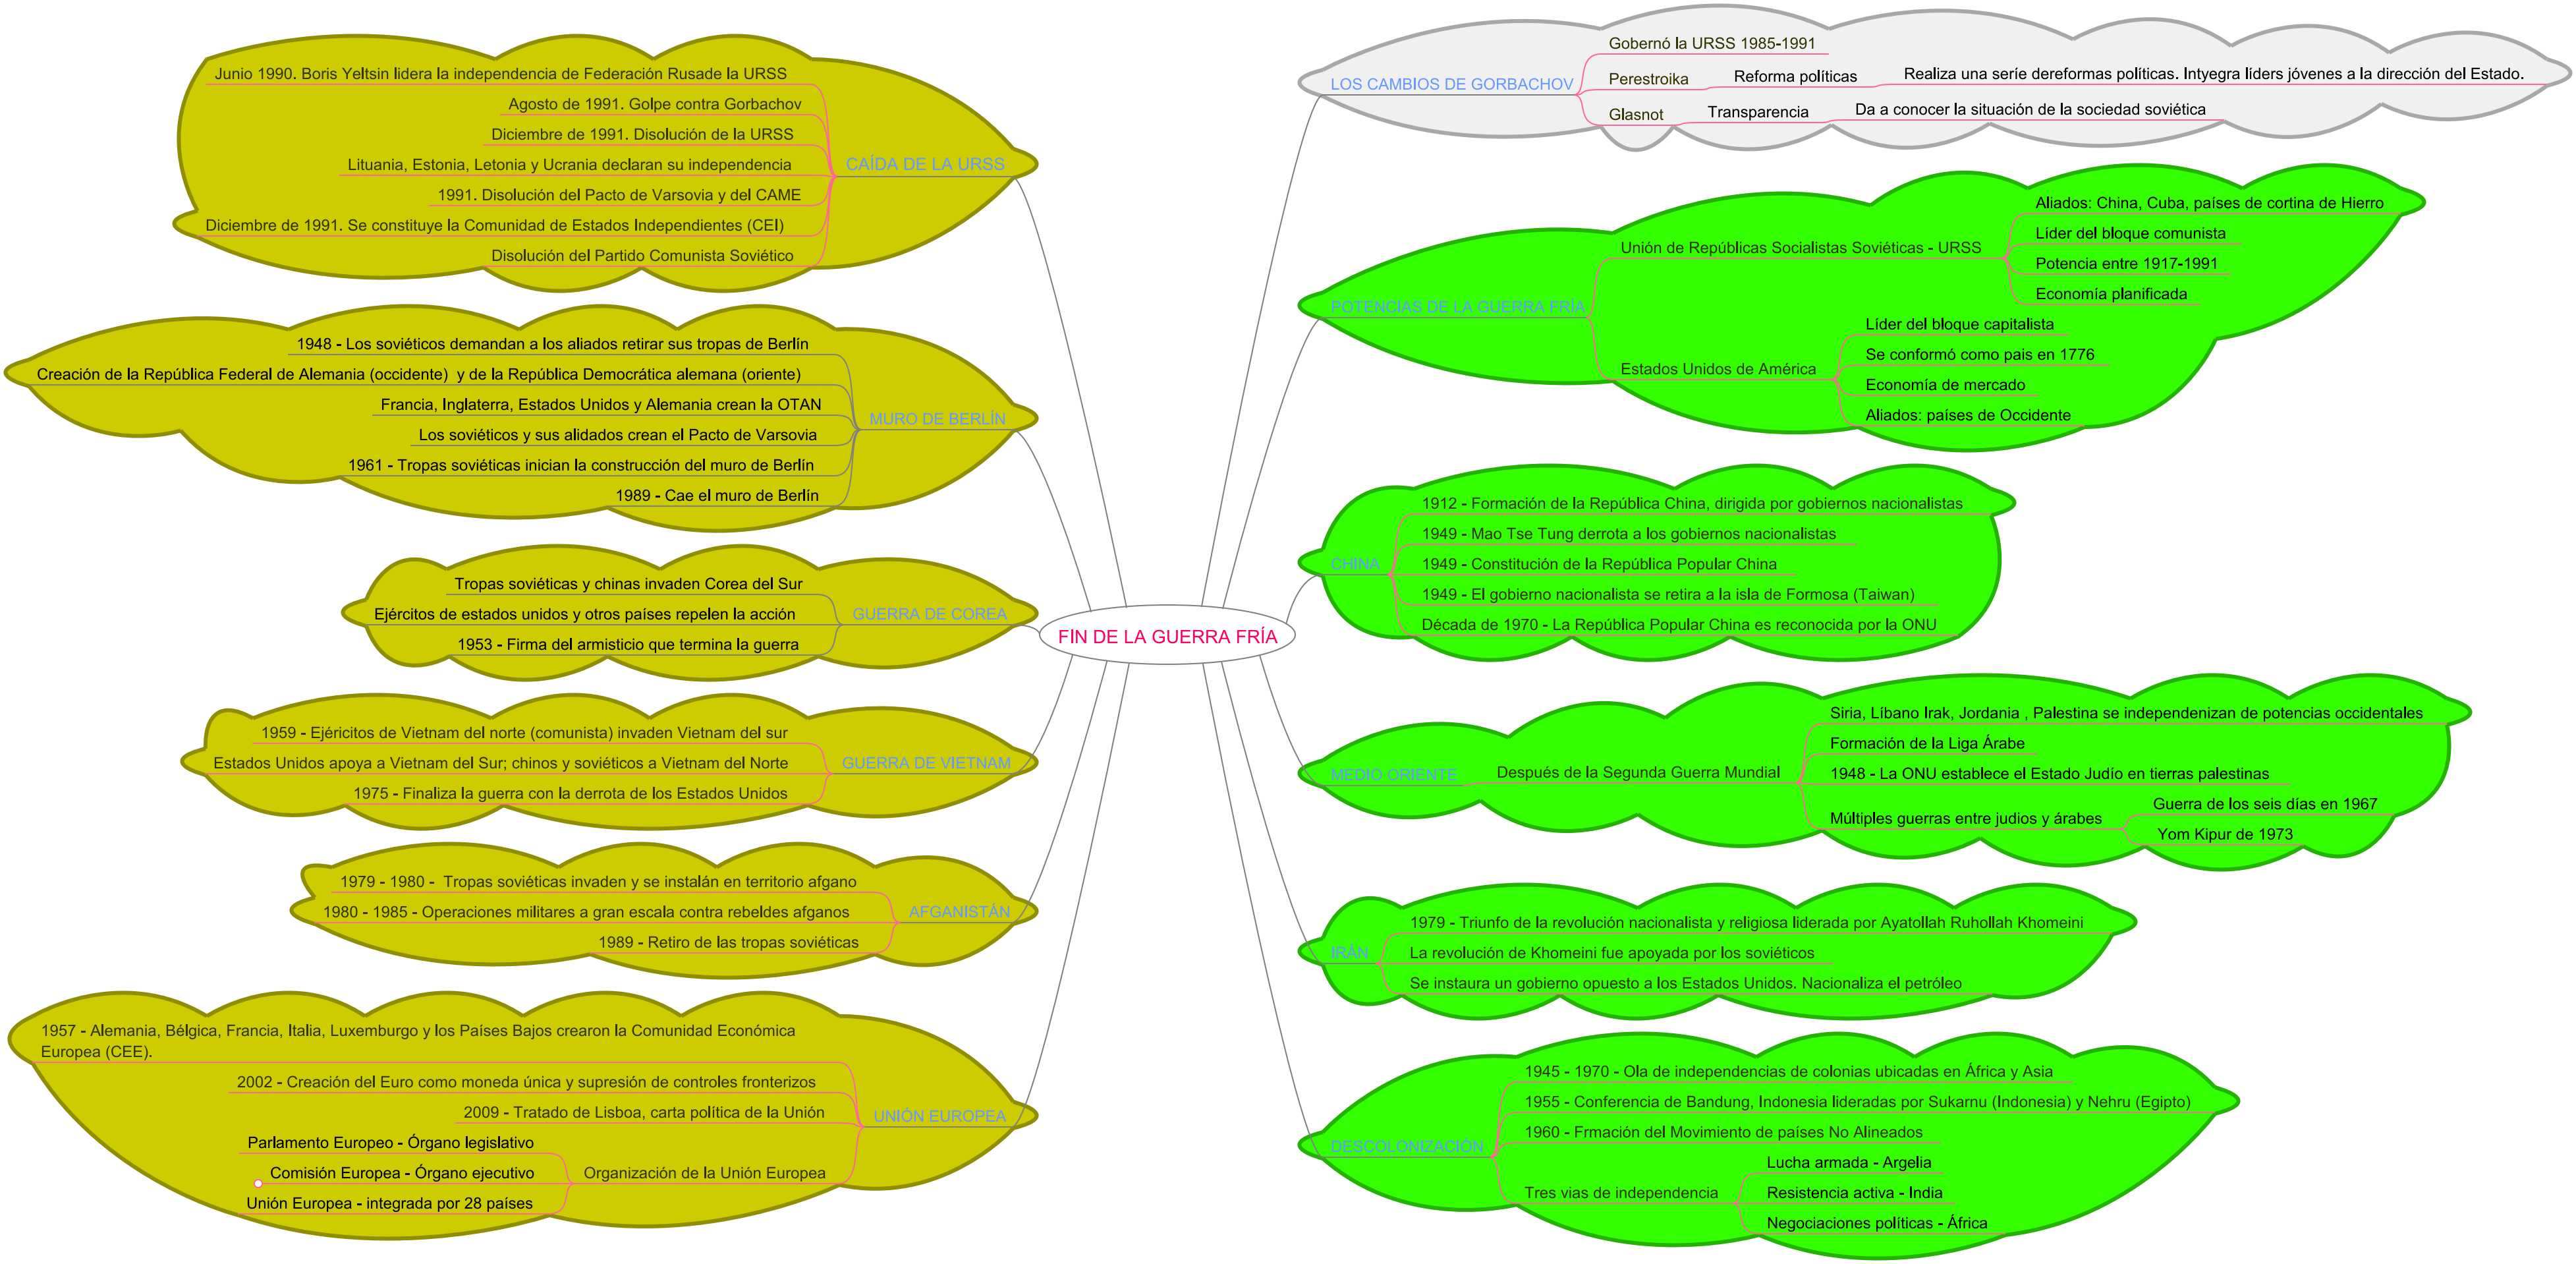 FIN DE LA GUERRA FRÍA
CAÍDA DE LA URSS
Junio 1990. Boris Yeltsin lidera la independencia de Federación Rusade la URSS
Agosto de 1991. Golpe contra Gorbachov
Diciembre de 1991. Disolución de la URSS
Lituania, Estonia, Letonia y Ucrania declaran su independencia
1991. Disolución del Pacto de Varsovia y del CAME
Diciembre de 1991. Se constituye la Comunidad de Estados Independientes (CEI)
Disolución del Partido Comunista Soviético
MURO DE BERLÍN
1948 - Los soviéticos demandan a los aliados retirar sus tropas de Berlín
Creación de la República Federal de Alemania (occidente) y de la República Democrática alemana (oriente)
Francia, Inglaterra, Estados Unidos y Alemania crean la OTAN
Los soviéticos y sus alidados crean el Pacto de Varsovia
1961 - Tropas soviéticas inician la construcción del muro de Berlín
1989 - Cae el muro de Berlín
GUERRA DE COREA
Tropas soviéticas y chinas invaden Corea del Sur
Ejércitos de estados unidos y otros países repelen la acción
1953 - Firma del armisticio que termina la guerra
GUERRA DE VIETNAM
1959 - Ejéricitos de Vietnam del norte (comunista) invaden Vietnam del sur
Estados Unidos apoya a Vietnam del Sur; chinos y soviéticos a Vietnam del Norte
1975 - Finaliza la guerra con la derrota de los Estados Unidos
AFGANISTÁN
1979 - 1980 - Tropas soviéticas invaden y se instalán en territorio afgano
1980 - 1985 - Operaciones militares a gran escala contra rebeldes afganos
1989 - Retiro de las tropas soviéticas
UNIÓN EUROPEA
1957 - Alemania, Bélgica, Francia, Italia, Luxemburgo y los Países Bajos crearon la Comunidad Económica
Europea (CEE).
2002 - Creación del Euro como moneda única y supresión de controles fronterizos
2009 - Tratado de Lisboa, carta política de la Unión
Organización de la Unión Europea
Parlamento Europeo - Órgano legislativo
Comisión Europea - Órgano ejecutivo
Unión Europea - integrada por 28 países
LOS CAMBIOS DE GORBACHOV
Gobernó la URSS 1985-1991
Perestroika
Reforma políticas
Realiza una seríe dereformas políticas. Intyegra líders jóvenes a la dirección del Estado.
Glasnot
Transparencia
Da a conocer la situación de la sociedad soviética
POTENCIAS DE LA GUERRA FRÍA
Unión de Repúblicas Socialistas Soviéticas - URSS
Aliados: China, Cuba, países de cortina de Hierro
Líder del bloque comunista
Potencia entre 1917-1991
Economía planificada
Estados Unidos de América
Líder del bloque capitalista
Se conformó como pais en 1776
Economía de mercado
Aliados: países de Occidente
CHINA
1912 - Formación de la República China, dirigida por gobiernos nacionalistas
1949 - Mao Tse Tung derrota a los gobiernos nacionalistas
1949 - Constitución de la República Popular China
1949 - El gobierno nacionalista se retira a la isla de Formosa (Taiwan)
Década de 1970 - La República Popular China es reconocida por la ONU
MEDIO ORIENTE
Después de la Segunda Guerra Mundial
Siria, Líbano Irak, Jordania , Palestina se independenizan de potencias occidentales
Formación de la Liga Árabe
1948 - La ONU establece el Estado Judío en tierras palestinas
Múltiples guerras entre judios y árabes
Guerra de los seis días en 1967
Yom Kipur de 1973
IRÁN
1979 - Triunfo de la revolución nacionalista y religiosa liderada por Ayatollah Ruhollah Khomeini
La revolución de Khomeini fue apoyada por los soviéticos
Se instaura un gobierno opuesto a los Estados Unidos. Nacionaliza el petróleo
DESCOLONIZACIÓN
1945 - 1970 - Ola de independencias de colonias ubicadas en África y Asia
1955 - Conferencia de Bandung, Indonesia lideradas por Sukarnu (Indonesia) y Nehru (Egipto)
1960 - Frmación del Movimiento de países No Alineados
Tres vias de independencia
Lucha armada - Argelia
Resistencia activa - India
Negociaciones políticas - África